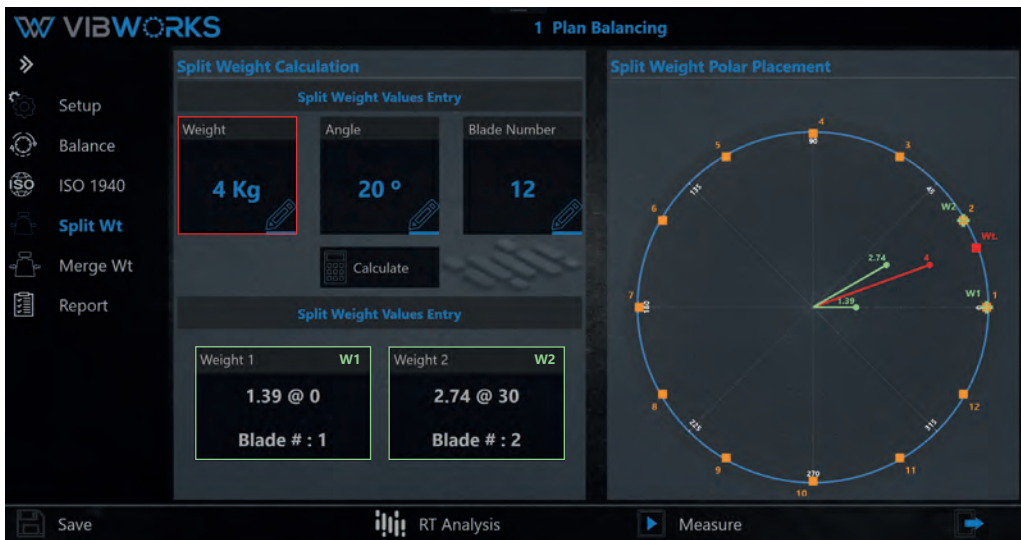 VIBWORKS
1 Plan Balancing
Setup
Balance
ISO
ISO 1940
Split Wt
Merge Wt
Report
Split Weight Calculation
Split Weight Values Entry
Weight
4 Kg
Angle
20 °
Blade Number
12
Calculate
Split Weight Values Entry
Weight 1 W1
1.39 @ 0
Blade # : 1
Weight 2 W2
2.74 @ 30
Blade # : 2
Split Weight Polar Placement
4
90
5
3
135
45
6
W2 2
Wt.
2.74
4
7
180
1.39
W1 1
0
8
12
225
315
9
270
11
10
Save
RT Analysis
Measure